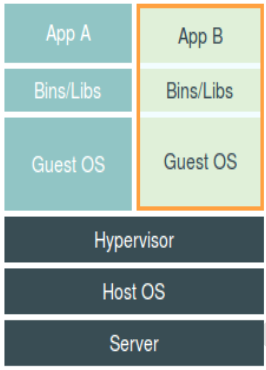 App A
App B
Bins/Libs
Bins/Libs
Guest OS
Guest OS
Hypervisor
Host OS
Server